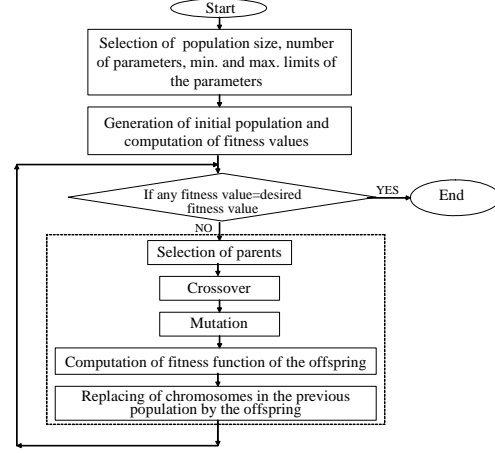 Start
Selection of population size, number
of parameters, min. and max. limits of
the parameters
Generation of initial population and
computation of fitness values
If any fitness value=desired
fitness value
YES
End
NO
Selection of parents
Crossover
Mutation
Computation of fitness function of the offspring
Replacing of chromosomes in the previous
population by the offspring